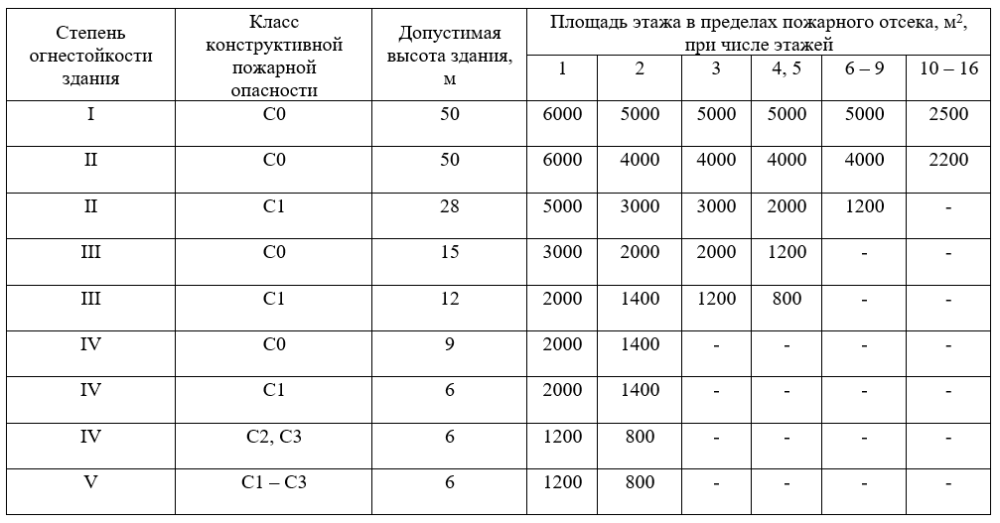 Степень огнестойкости здания | Класс конструктивной пожарной опасности | Допустимая высота здания, м | Площадь этажа в пределах пожарного отсека, м², при числе этажей
1 | 2 | 3 | 4, 5 | 6 – 9 | 10 – 16
I | С0 | 50 | 6000 | 5000 | 5000 | 5000 | 5000 | 2500
II | С0 | 50 | 6000 | 4000 | 4000 | 4000 | 4000 | 2200
II | С1 | 28 | 5000 | 3000 | 3000 | 2000 | 1200 | -
III | С0 | 15 | 3000 | 2000 | 2000 | 1200 | - | -
III | С1 | 12 | 2000 | 1400 | 1200 | 800 | - | -
IV | С0 | 9 | 2000 | 1400 | - | - | - | -
IV | С1 | 6 | 2000 | 1400 | - | - | - | -
IV | С2, С3 | 6 | 1200 | 800 | - | - | - | -
V | С1 – С3 | 6 | 1200 | 800 | - | - | - | -